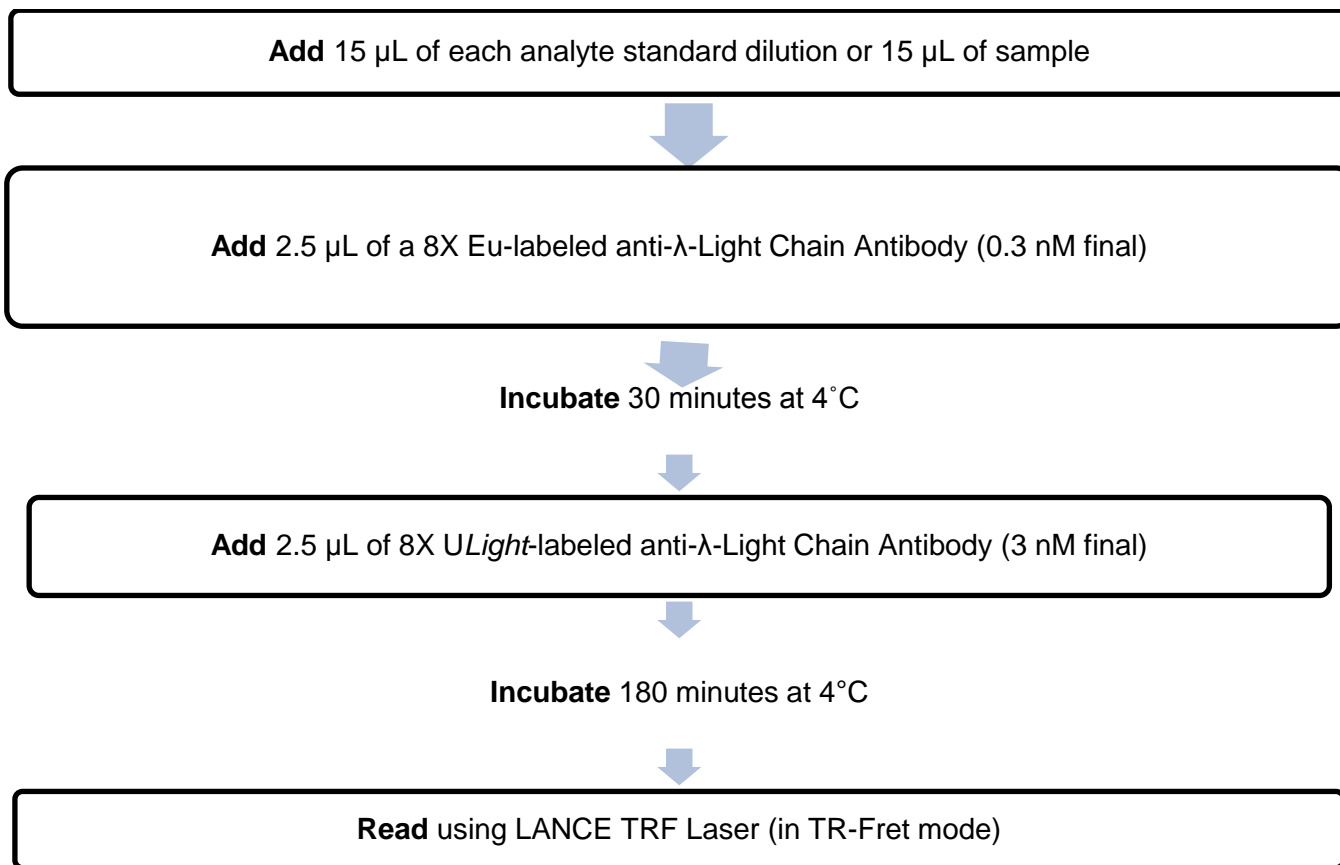 Add 15 µL of each analyte standard dilution or 15 µL of sample
Add 2.5 µL of a 8X Eu-labeled anti-λ-Light Chain Antibody (0.3 nM final)
Incubate 30 minutes at 4˚C
Add 2.5 µL of 8X ULight-labeled anti-λ-Light Chain Antibody (3 nM final)
Incubate 180 minutes at 4°C
Read using LANCE TRF Laser (in TR-Fret mode)